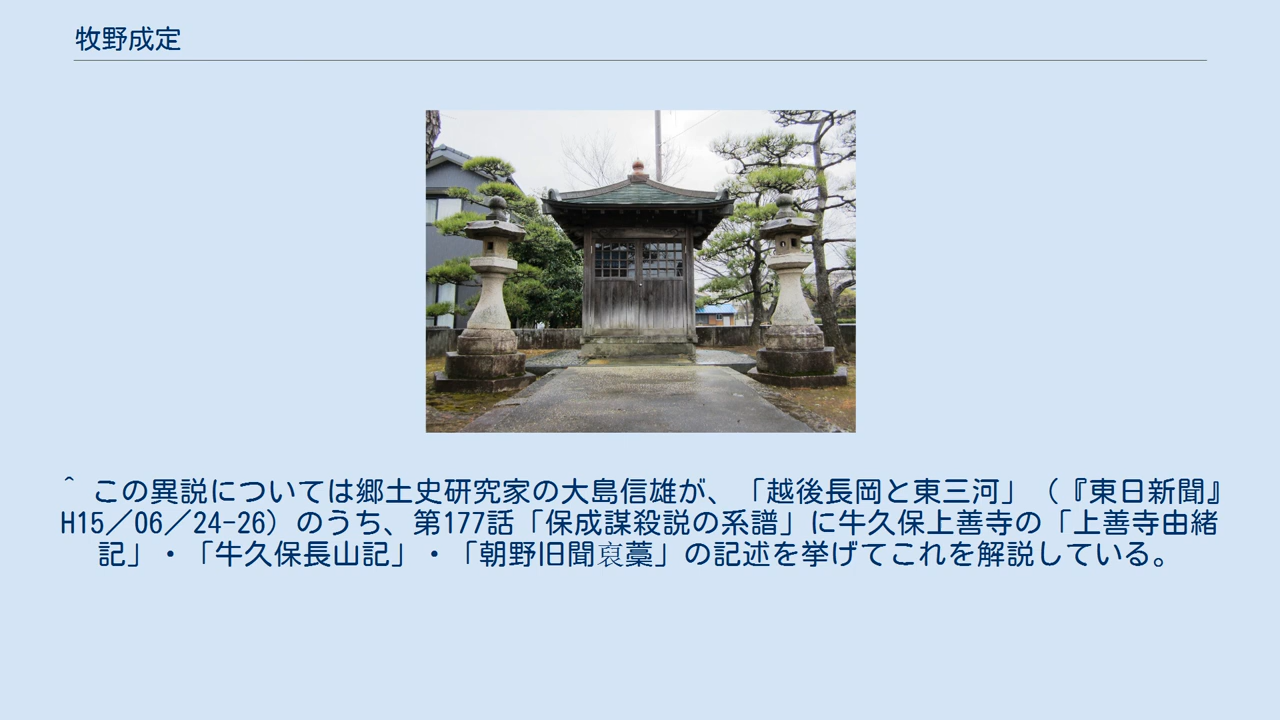 牧野成定
^ この異説については郷土史研究家の大島信雄が、「越後長岡と東三河」（『東日新聞』
H15／06／24-26）のうち、第177話「保成謀殺説の系譜」に牛久保上善寺の「上善寺由緒
記」・「牛久保長山記」・「朝野旧聞裒藁」の記述を挙げてこれを解説している。